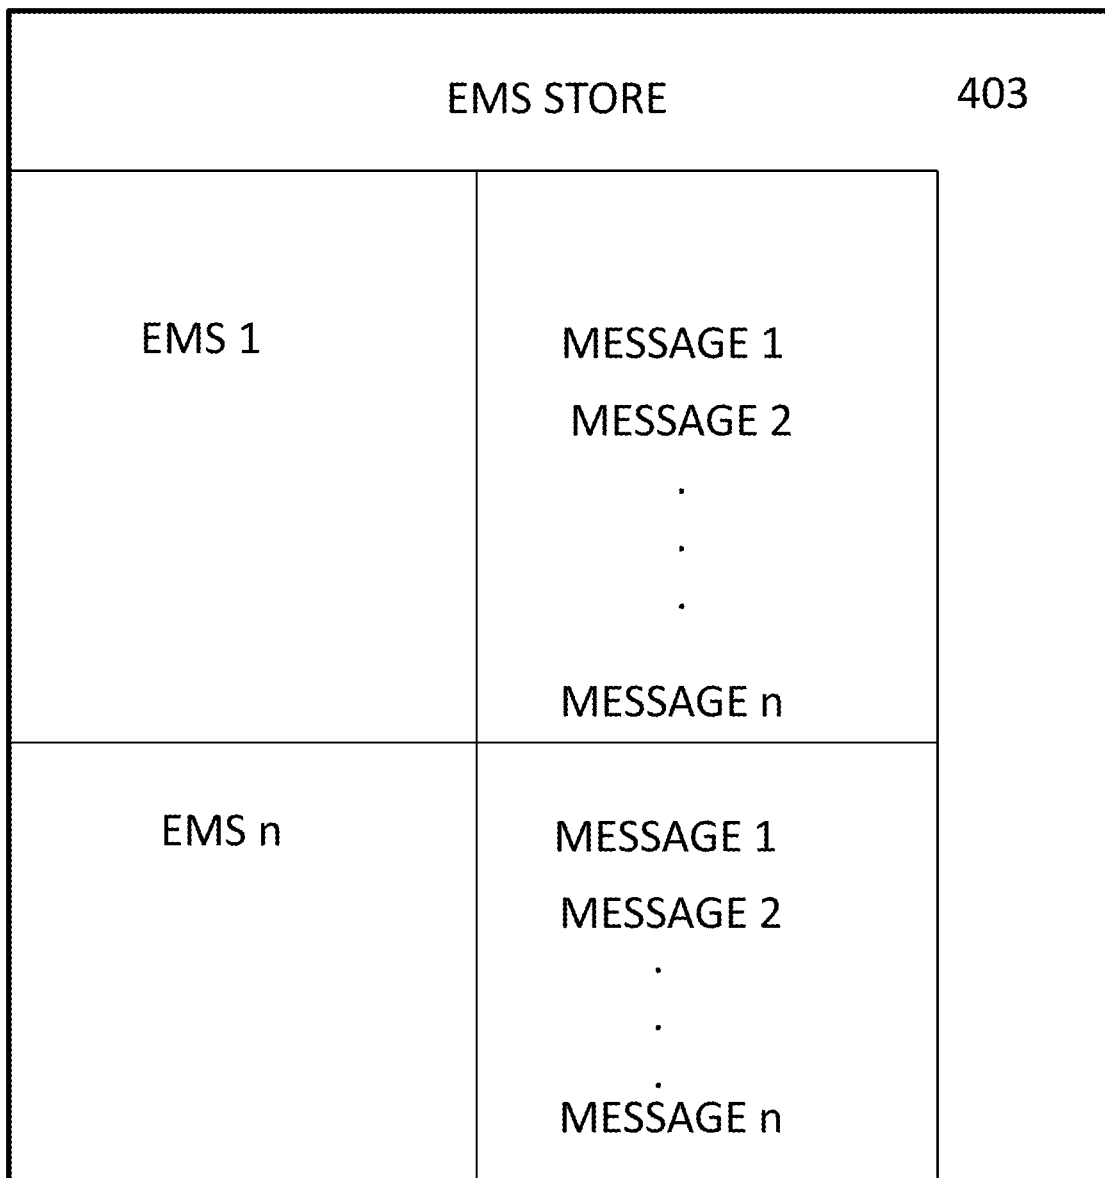 EMS STORE 403
EMS 1 MESSAGE 1
MESSAGE 2
.
.
.
MESSAGE n
EMS n MESSAGE 1
MESSAGE 2
.
.
.
MESSAGE n